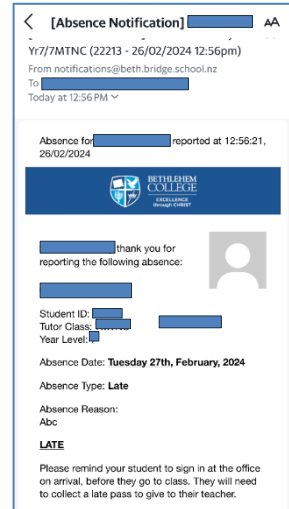 [Absence Notification] AA
Yr7/7MTNC (22213 - 26/02/2024 12:56pm)
From notifications@beth.bridge.school.nz
To
Today at 12:56 PM
Absence for reported at 12:56:21,
26/02/2024
BETHLEHEM
COLLEGE
EXCELLENCE
through CHRIST
thank you for
reporting the following absence:
Student ID:
Tutor Class:
Year Level:
Absence Date: Tuesday 27th, February, 2024
Absence Type: Late
Absence Reason:
Abc
LATE
Please remind your student to sign in at the office
on arrival, before they go to class. They will need
to collect a late pass to give to their teacher.